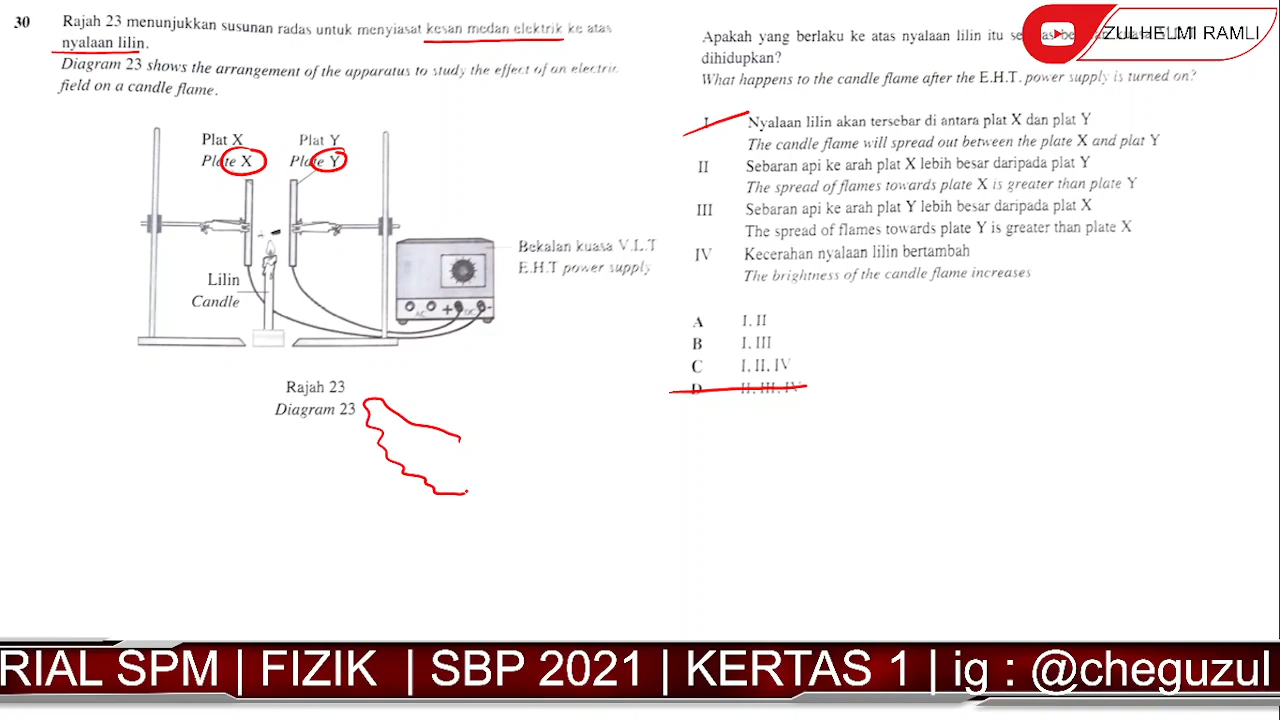 30
Rajah 23 menunjukkan susunan radas untuk menyiasat kesan medan elektrik ke atas
nyalaan lilin.
Diagram 23 shows the arrangement of the apparatus to study the effect of an electric
field on a candle flame.
Plat X
Plate X
Plat Y
Plate Y
Lilin
Candle
Bekalan kuasa V.L.T
E.H.T power supply
AC
+
DC
-
Rajah 23
Diagram 23
Apakah yang berlaku ke atas nyalaan lilin itu
dihidupkan?
What happens to the candle flame after the E.H.T. power supply is turned on?
I Nyalaan lilin akan tersebar di antara plat X dan plat Y
The candle flame will spread out between the plate X and plat Y
II Sebaran api ke arah plat X lebih besar daripada plat Y
The spread of flames towards plate X is greater than plate Y
III Sebaran api ke arah plat Y lebih besar daripada plat X
The spread of flames towards plate Y is greater than plate X
IV Kecerahan nyalaan lilin bertambah
The brightness of the candle flame increases
A I, II
B I, III
C I, II, IV
D II, III, IV
ZULHELMI RAMLI
RIAL SPM | FIZIK | SBP 2021 | KERTAS 1 | ig : @cheguzul